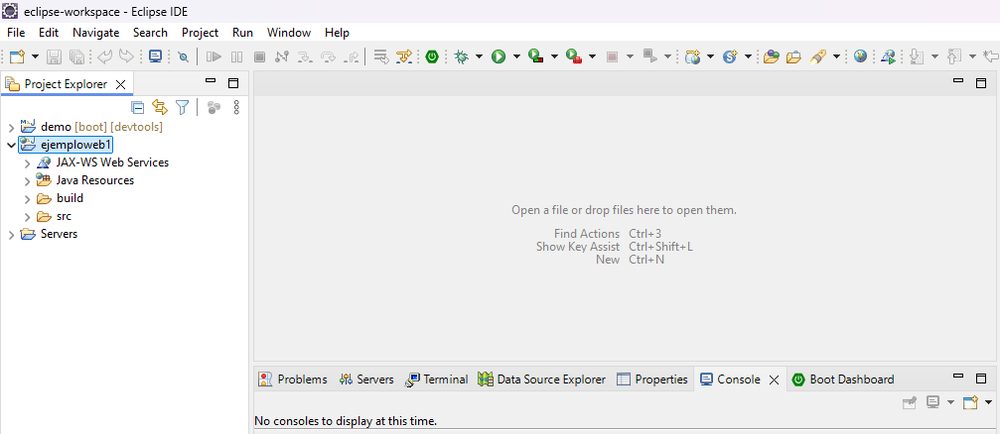 eclipse-workspace - Eclipse IDE
File Edit Navigate Search Project Run Window Help
Project Explorer
demo [boot] [devtools]
ejemploweb1
JAX-WS Web Services
Java Resources
build
src
Servers
Open a file or drop files here to open them.
Find Actions Ctrl+3
Show Key Assist Ctrl+Shift+L
New Ctrl+N
Problems Servers Terminal Data Source Explorer Properties Console Boot Dashboard
No consoles to display at this time.